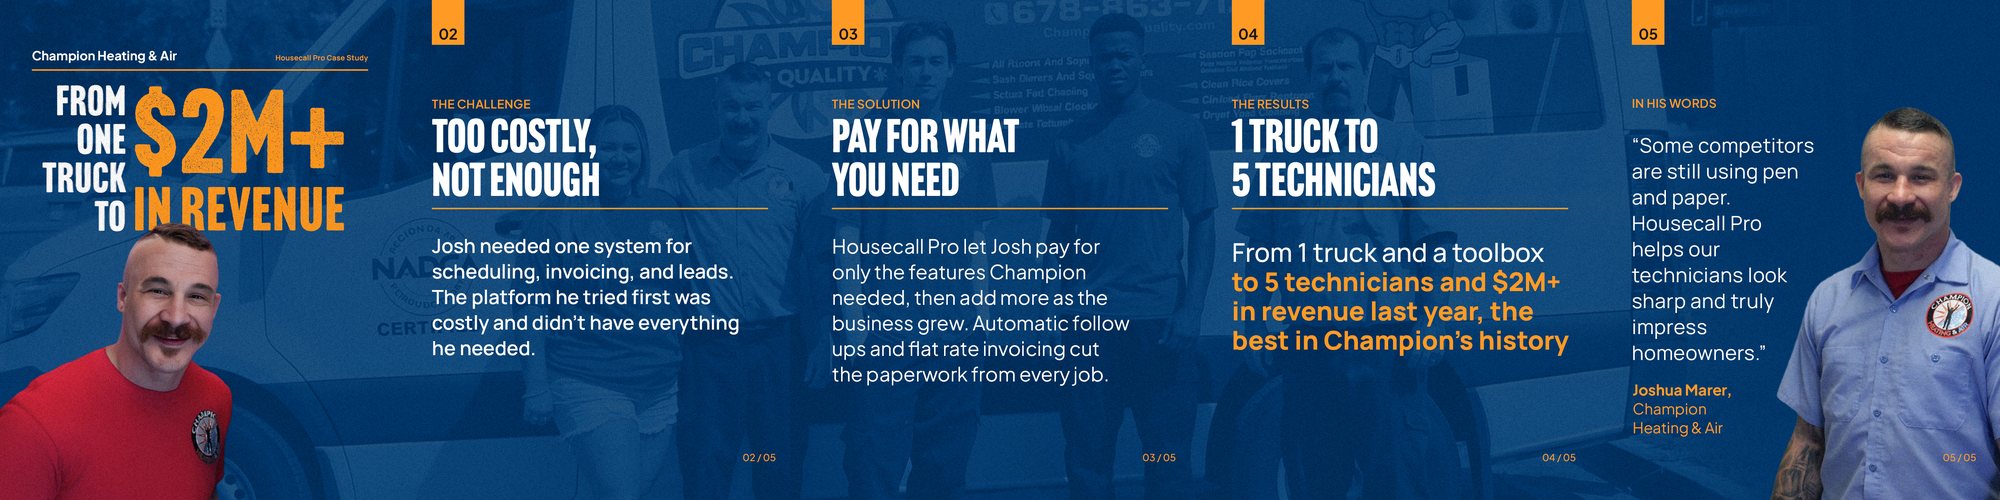 Champion Heating & Air
Housecall Pro Case Study
FROM
ONE
TRUCK
TO
$2M+
IN REVENUE
02
THE CHALLENGE
TOO COSTLY,
NOT ENOUGH
Josh needed one system for
scheduling, invoicing, and leads.
The platform he tried first was
costly and didn’t have everything
he needed.
02 / 05
03
THE SOLUTION
PAY FOR WHAT
YOU NEED
Housecall Pro let Josh pay for
only the features Champion
needed, then add more as the
business grew. Automatic follow
ups and flat rate invoicing cut
the paperwork from every job.
03 / 05
04
THE RESULTS
1 TRUCK TO
5 TECHNICIANS
From 1 truck and a toolbox
to 5 technicians and $2M+
in revenue last year, the
best in Champion’s history
04 / 05
05
IN HIS WORDS
“Some competitors
are still using pen
and paper.
Housecall Pro
helps our
technicians look
sharp and truly
impress
homeowners.”
Joshua Marer,
Champion
Heating & Air
05 / 05
CHAMPION
HEATING & AIR
QUALITY
678-863-71